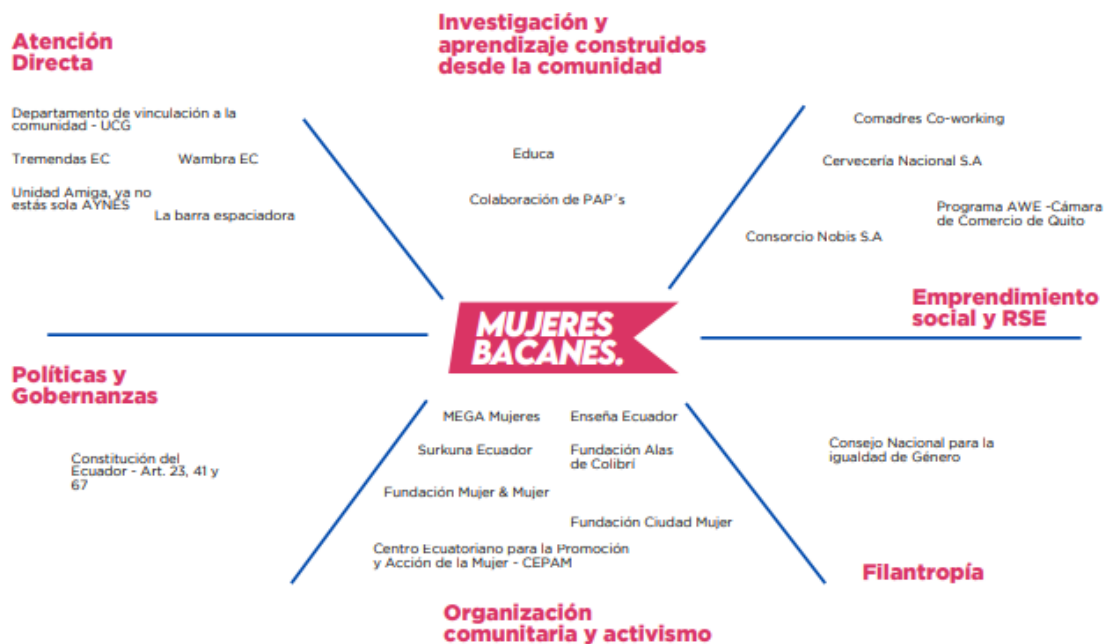 Atención
Directa
Departamento de vinculación a la
comunidad - UCG
Tremendas EC
Wambra EC
Unidad Amiga, ya no
estás sola AYNES
La barra espaciadora
Investigación y
aprendizaje construidos
desde la comunidad
Educa
Colaboración de PAP´s
Comadres Co-working
Cervecería Nacional S.A
Programa AWE -Cámara
de Comercio de Quito
Consorcio Nobis S.A
Emprendimiento
social y RSE
MUJERES
BACANES.
Políticas y
Gobernanzas
Constitución del
Ecuador - Art. 23, 41 y
67
MEGA Mujeres
Enseña Ecuador
Surkuna Ecuador
Fundación Alas
de Colibrí
Fundación Mujer & Mujer
Fundación Ciudad Mujer
Centro Ecuatoriano para la Promoción
y Acción de la Mujer - CEPAM
Organización
comunitaria y activismo
Consejo Nacional para la
igualdad de Género
Filantropía